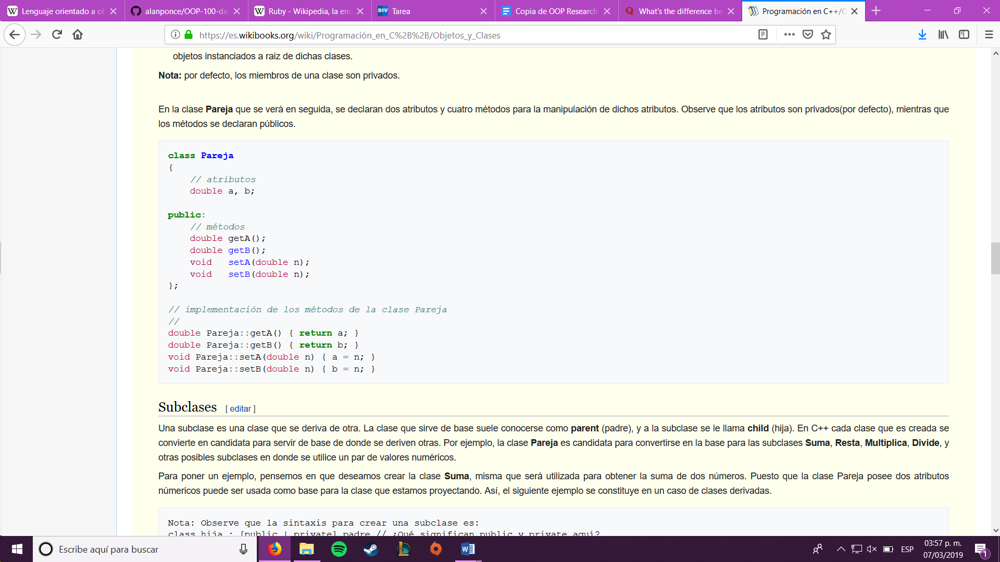 Lenguaje orientado a ob
alanponce/OOP-100-da
Ruby - Wikipedia, la enc
Tarea
Copia de OOP Research
What's the difference be
Programación en C++/O
https://es.wikibooks.org/wiki/Programación_en_C%2B%2B/Objetos_y_Clases
objetos instanciados a raiz de dichas clases.
Nota: por defecto, los miembros de una clase son privados.
En la clase Pareja que se verá en seguida, se declaran dos atributos y cuatro métodos para la manipulación de dichos atributos. Observe que los atributos son privados(por defecto), mientras que
los métodos se declaran públicos.
class Pareja
{
// atributos
double a, b;
public:
// métodos
double getA();
double getB();
void   setA(double n);
void   setB(double n);
};
// implementación de los métodos de la clase Pareja
//
double Pareja::getA() { return a; }
double Pareja::getB() { return b; }
void Pareja::setA(double n) { a = n; }
void Pareja::setB(double n) { b = n; }
Subclases [ editar ]
Una subclase es una clase que se deriva de otra. La clase que sirve de base suele conocerse como parent (padre), y a la subclase se le llama child (hija). En C++ cada clase que es creada se
convierte en candidata para servir de base de donde se deriven otras. Por ejemplo, la clase Pareja es candidata para convertirse en la base para las subclases Suma, Resta, Multiplica, Divide, y
otras posibles subclases en donde se utilice un par de valores numéricos.
Para poner un ejemplo, pensemos en que deseamos crear la clase Suma, misma que será utilizada para obtener la suma de dos números. Puesto que la clase Pareja posee dos atributos
númericos puede ser usada como base para la clase que estamos proyectando. Así, el siguiente ejemplo se constituye en un caso de clases derivadas.
Nota: Observe que la sintaxis para crear una subclase es:
class hija : [public | private] padre // ¿Qué significan public y private aquí?
Escribe aquí para buscar
ESP
03:57 p. m.
07/03/2019
1